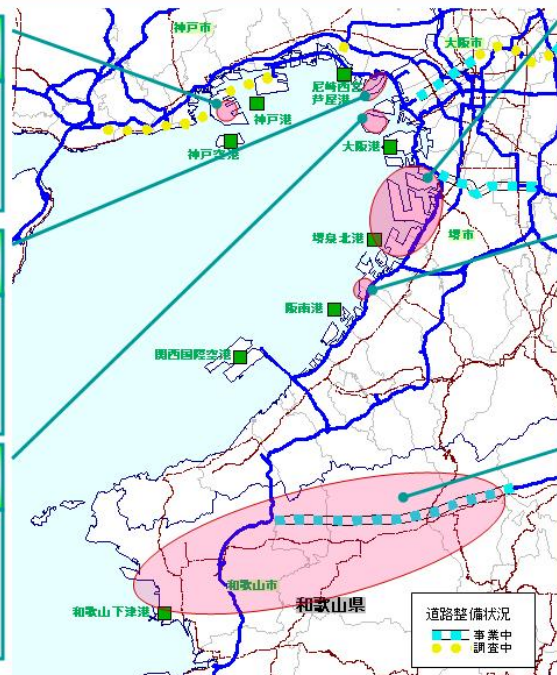 神戸市
大阪市
尼崎西宮
芦屋港
神戸港
神戸空港
大阪港
堺泉北港
堺市
阪南港
関西国際空港
和歌山市
和歌山下津港
和歌山県
道路整備状況
事業中
調査中